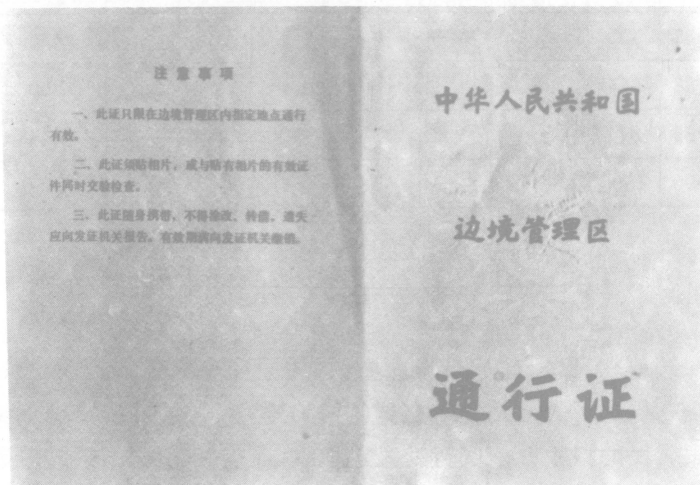 注意事项
一、此证只限在边境管理区内指定地点通行
有效。
二、此证须贴相片，或与贴有相片的有效证
件同时交验检查。
三、此证随身携带，不得涂改、转借，遗失
应向发证机关报告。有效期满向发证机关缴销。
中华人民共和国
边境管理区
通行证